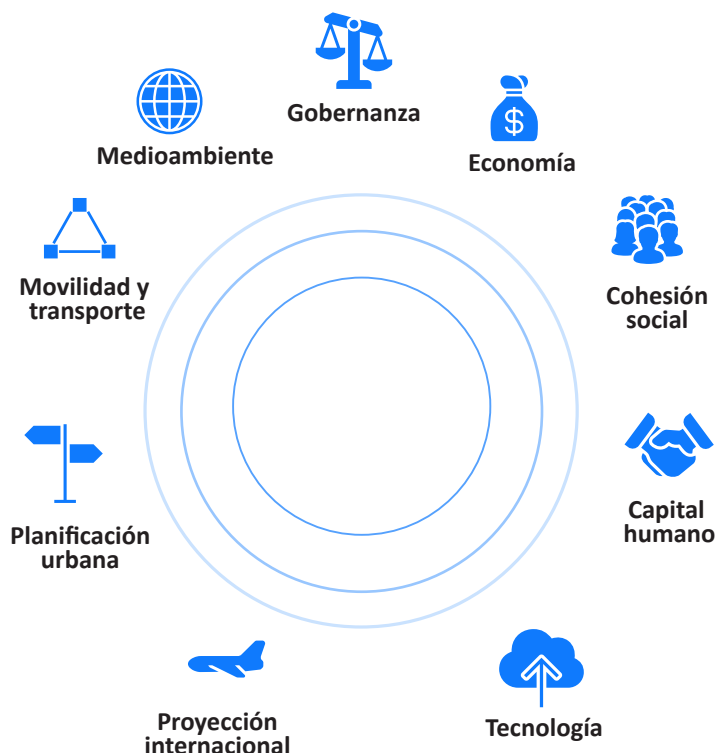 Gobernanza
Medioambiente
Economía
Movilidad y
transporte
Cohesión
social
Planificación
urbana
Capital
humano
Proyección
internacional
Tecnología
$